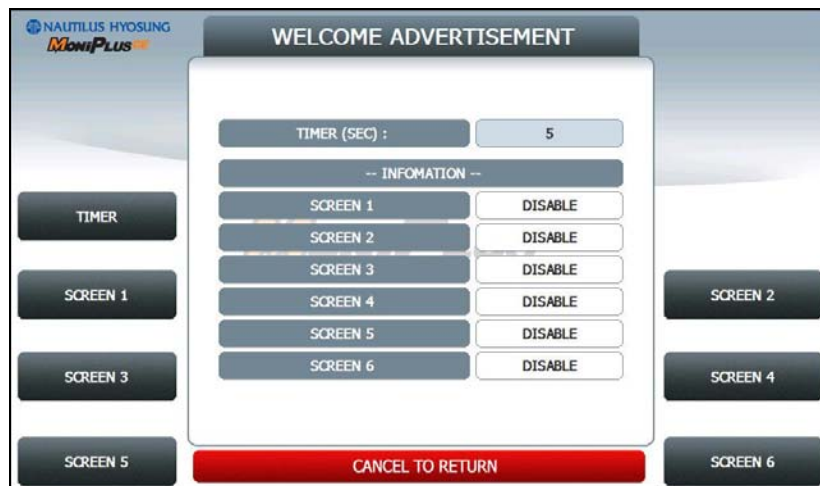 NAUTILUS HYOSUNG
MoniPlus CE
WELCOME ADVERTISEMENT
TIMER (SEC) : 5
-- INFOMATION --
SCREEN 1 DISABLE
SCREEN 2 DISABLE
SCREEN 3 DISABLE
SCREEN 4 DISABLE
SCREEN 5 DISABLE
SCREEN 6 DISABLE
TIMER
SCREEN 1
SCREEN 2
SCREEN 3
SCREEN 4
SCREEN 5
CANCEL TO RETURN
SCREEN 6